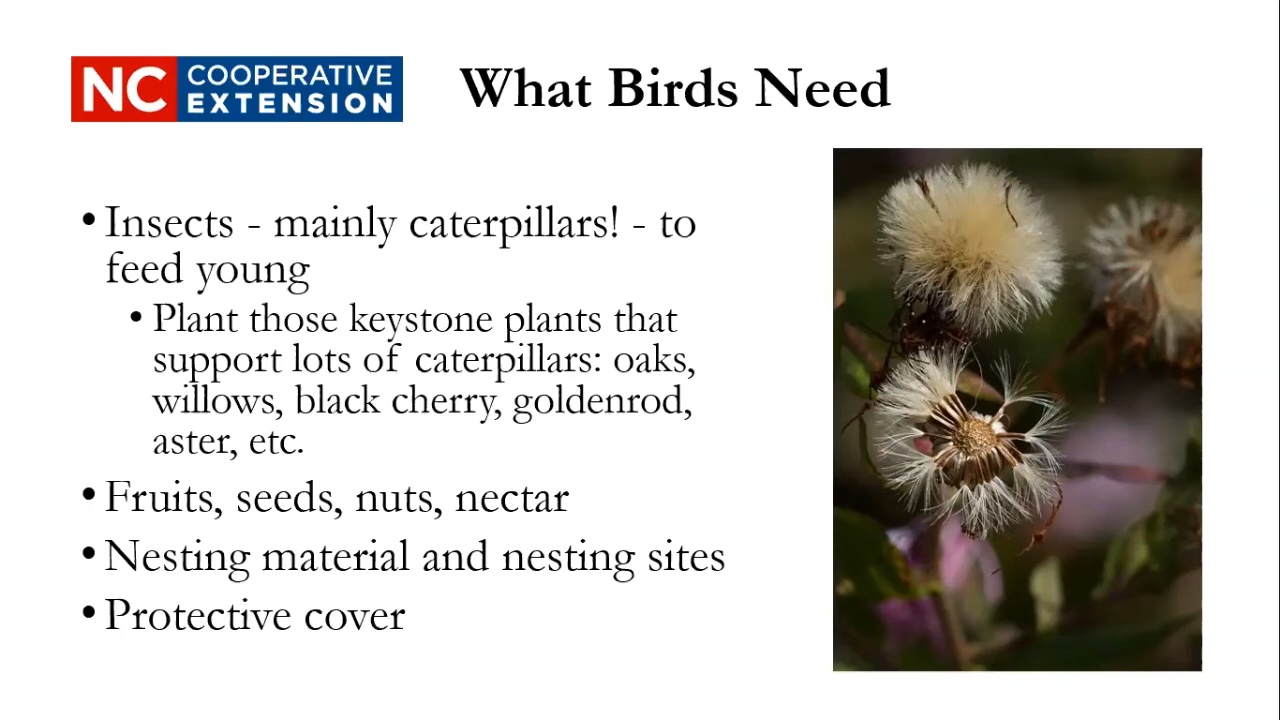 NC COOPERATIVE
EXTENSION
What Birds Need
• Insects - mainly caterpillars! - to
feed young
• Plant those keystone plants that
support lots of caterpillars: oaks,
willows, black cherry, goldenrod,
aster, etc.
• Fruits, seeds, nuts, nectar
• Nesting material and nesting sites
• Protective cover